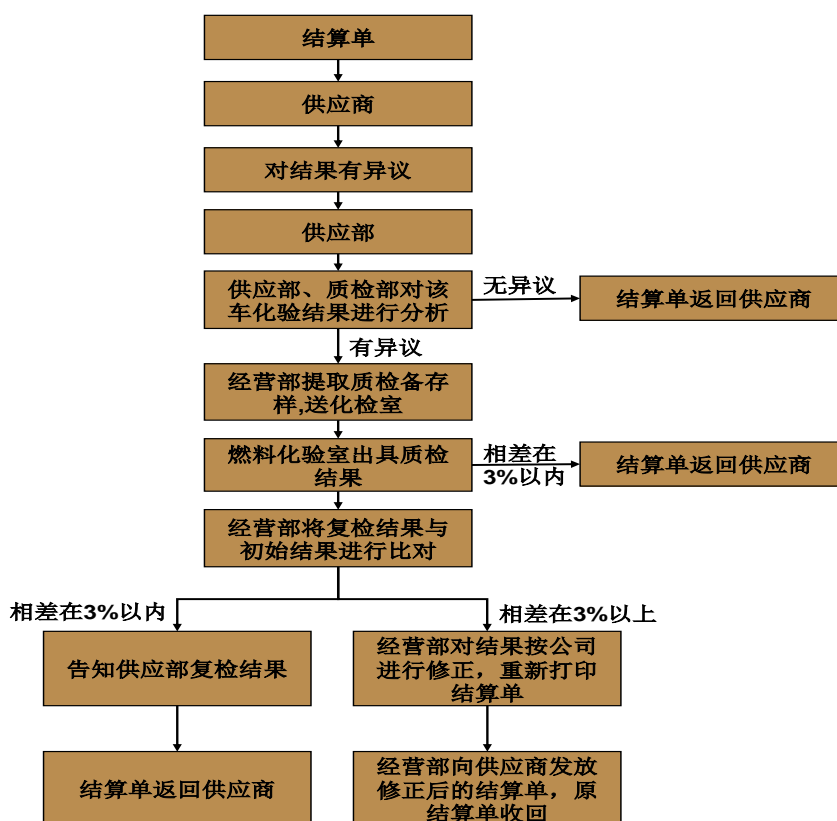 结算单
供应商
对结果有异议
供应部
供应部、质检部对该
车化验结果进行分析
无异议
结算单返回供应商
有异议
经营部提取质检备存
样,送化检室
燃料化验室出具质检
结果
相差在
3%以内
结算单返回供应商
经营部将复检结果与
初始结果进行比对
相差在3%以内
相差在3%以上
告知供应部复检结果
经营部对结果按公司
进行修正，重新打印
结算单
结算单返回供应商
经营部向供应商发放
修正后的结算单，原
结算单收回